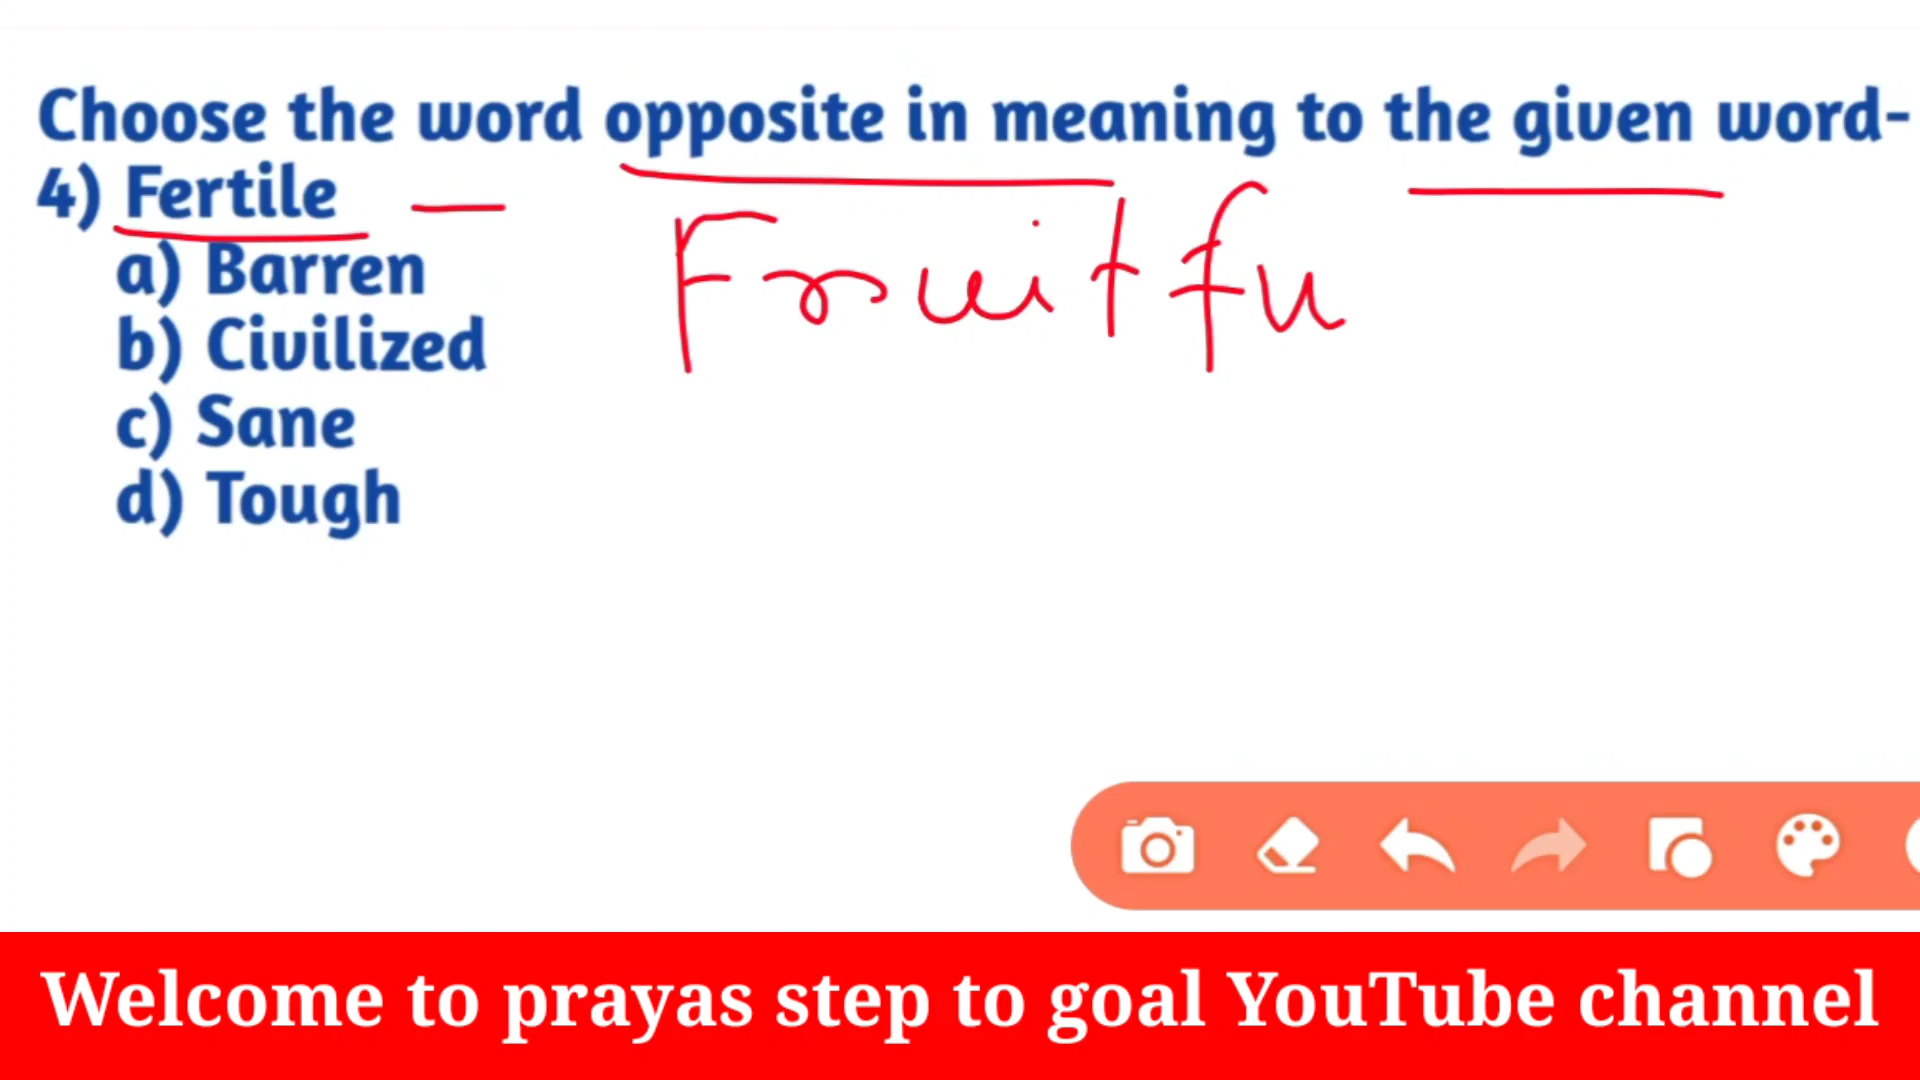 Choose the word opposite in meaning to the given word-
4) Fertile — Fruitfu
a) Barren
b) Civilized
c) Sane
d) Tough
Welcome to prayas step to goal YouTube channel